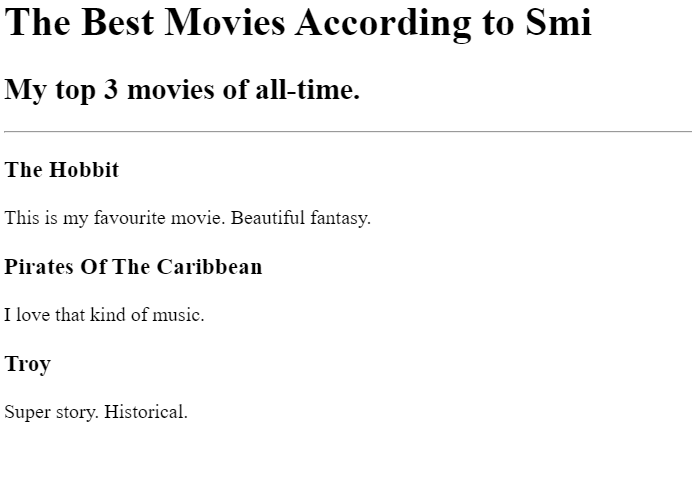 The Best Movies According to Smi
My top 3 movies of all-time.
The Hobbit
This is my favourite movie. Beautiful fantasy.
Pirates Of The Caribbean
I love that kind of music.
Troy
Super story. Historical.